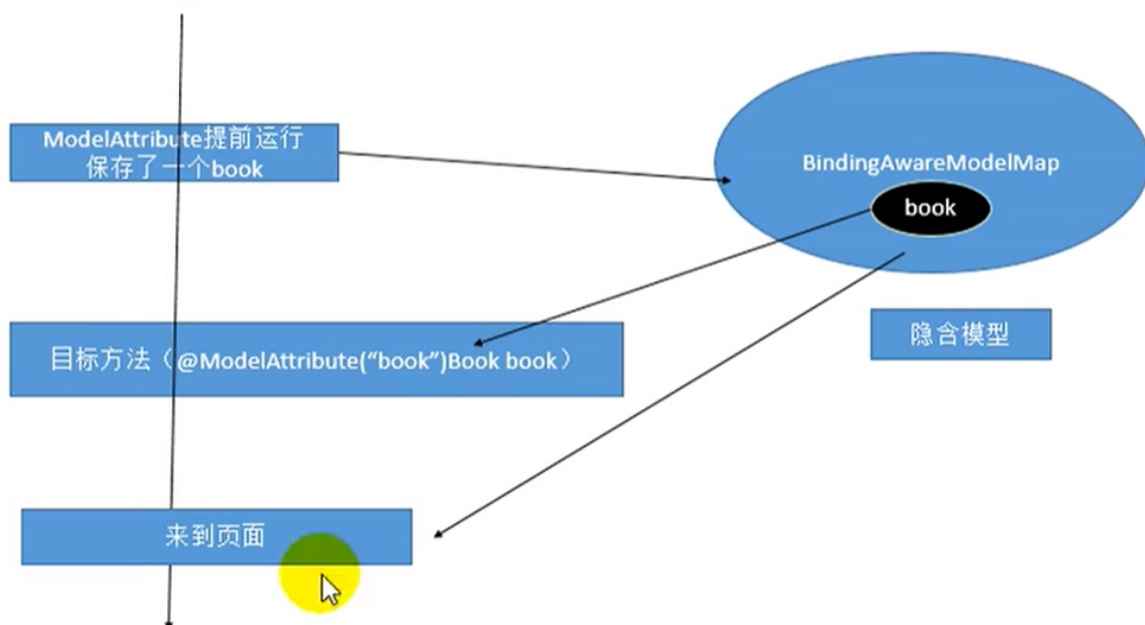 ModelAttribute提前运行
保存了一个book
BindingAwareModelMap
book
隐含模型
目标方法（@ModelAttribute(“book”)Book book）
来到页面